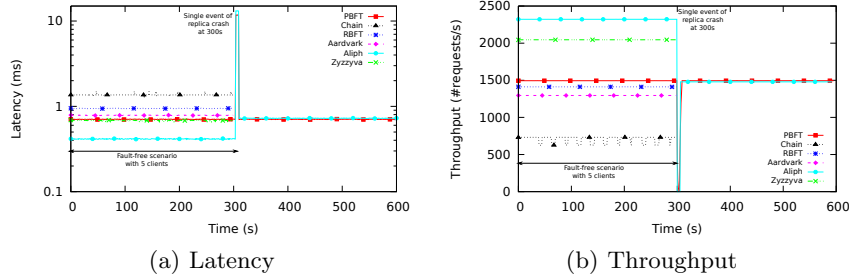 Latency (ms)
10
1
0.1
0 100 200 300 400 500 600
Time (s)
Single event of
replica crash
at 300s
PBFT
Chain
RBFT
Aardvark
Aliph
Zyzzyva
Fault-free scenario
with 5 clients
(a) Latency
Throughput (#requests/s)
2500
2000
1500
1000
500
0
0 100 200 300 400 500 600
Time (s)
Single event of
replica crash
at 300s
PBFT
Chain
RBFT
Aardvark
Aliph
Zyzzyva
Fault-free scenario
with 5 clients
(b) Throughput